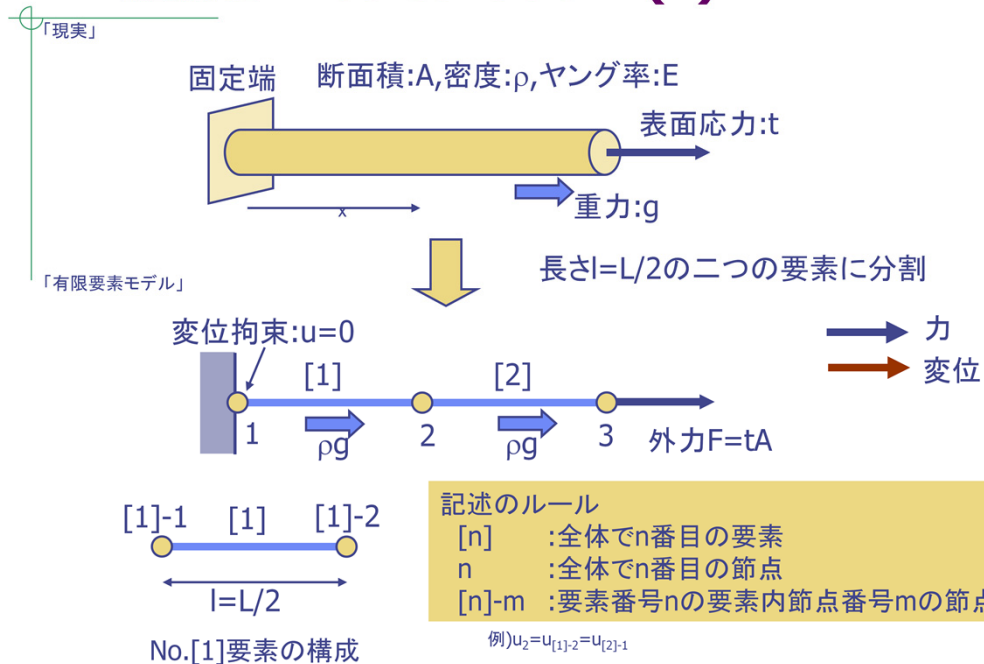 「現実」
固定端
断面積:A,密度:ρ,ヤング率:E
表面応力:t
重力:g
x
長さl=L/2の二つの要素に分割
「有限要素モデル」
変位拘束:u=0
力
変位
[1]
[2]
1
2
3
ρg
ρg
外力F=tA
[1]-1
[1]
[1]-2
l=L/2
No.[1]要素の構成
記述のルール
[n] :全体でn番目の要素
n :全体でn番目の節点
[n]-m :要素番号nの要素内節点番号mの節点
例)u2=u[1]-2=u[2]-1